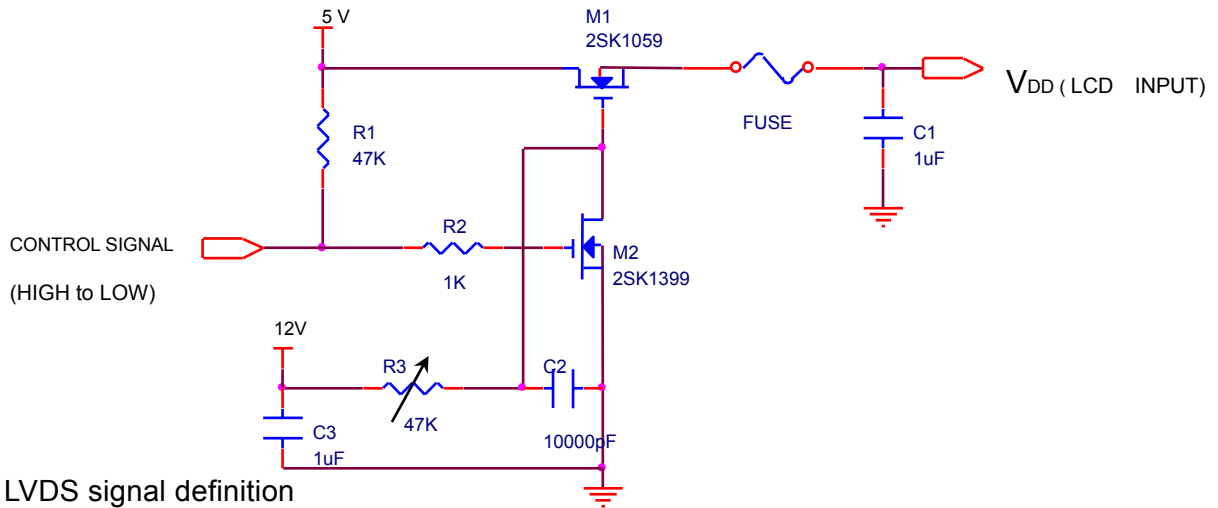 5 V
M1
2SK1059
R1
47K
FUSE
VDD ( LCD INPUT)
C1
1uF
CONTROL SIGNAL
(HIGH to LOW)
R2
1K
M2
2SK1399
12V
R3
47K
C2
10000pF
C3
1uF
LVDS signal definition